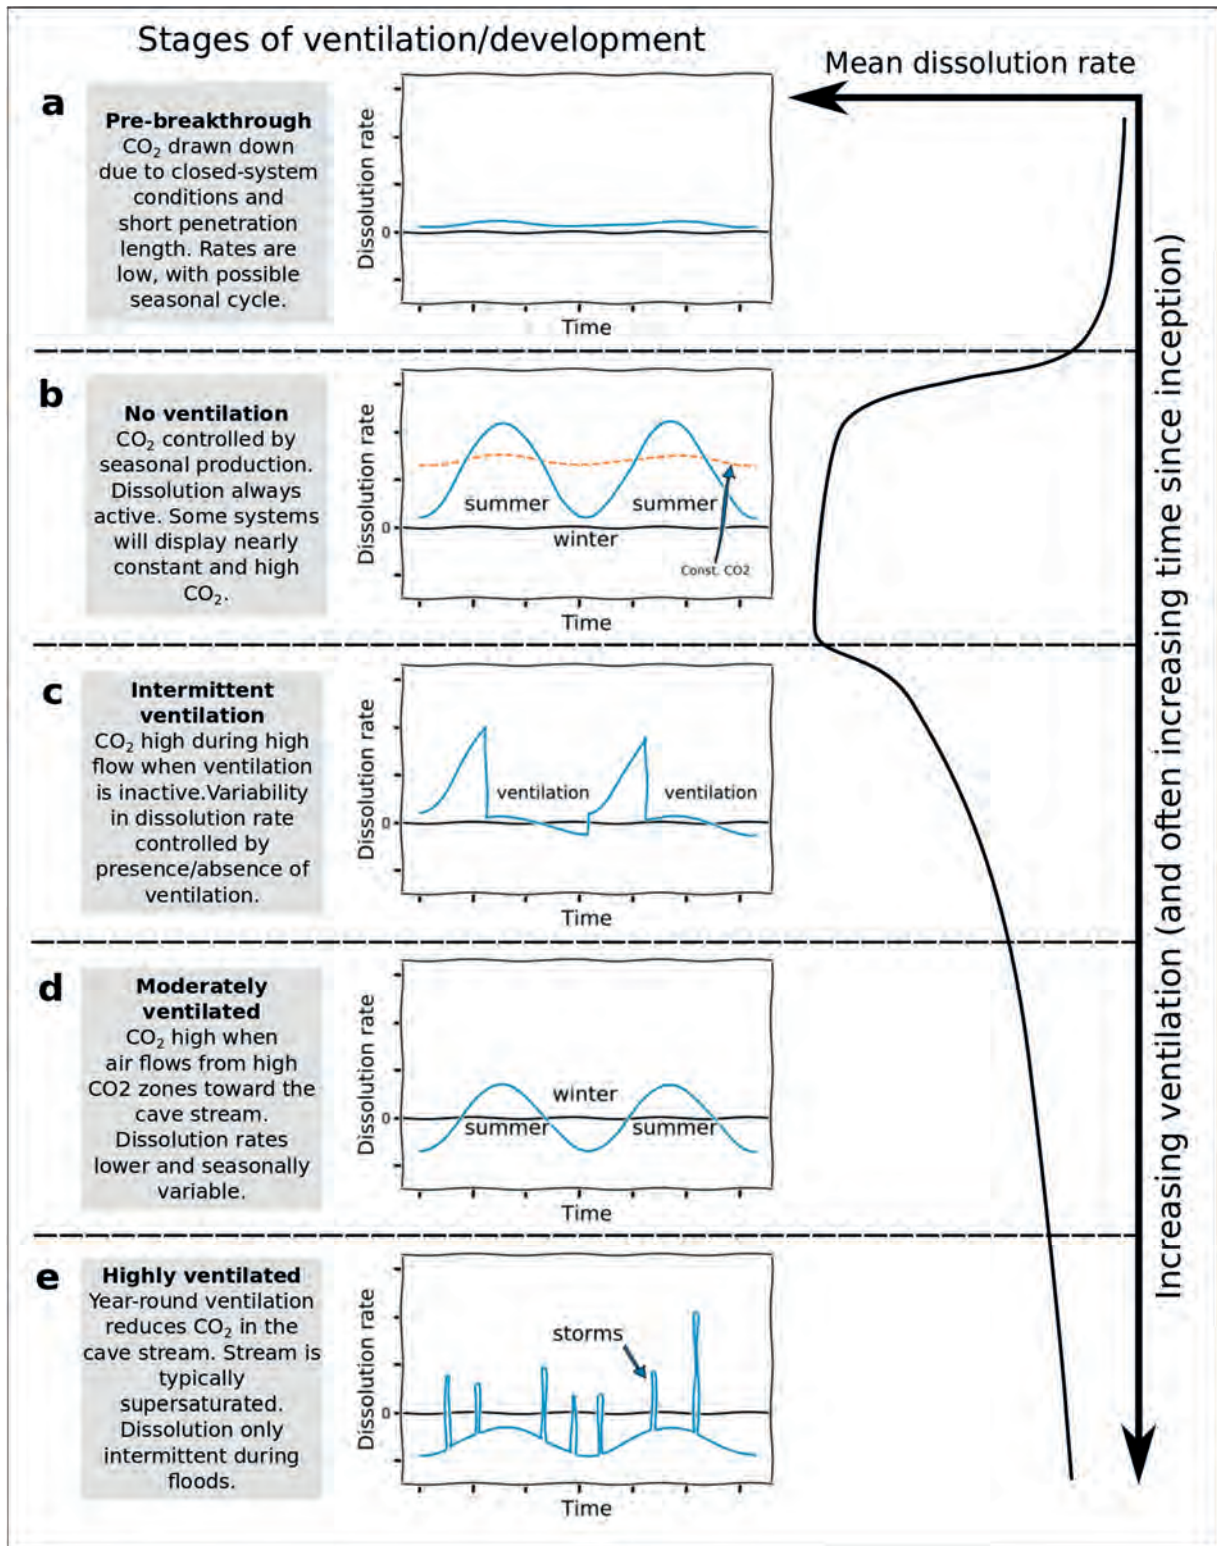 Stages of ventilation/development
Mean dissolution rate
a
Pre-breakthrough
CO₂ drawn down
due to closed-system
conditions and
short penetration
length. Rates are
low, with possible
seasonal cycle.
Dissolution rate
0
Time
b
No ventilation
CO₂ controlled by
seasonal production.
Dissolution always
active. Some systems
will display nearly
constant and high
CO₂.
Dissolution rate
0
summer
summer
winter
Const. CO2
Time
c
Intermittent
ventilation
CO₂ high during high
flow when ventilation
is inactive.Variability
in dissolution rate
controlled by
presence/absence of
ventilation.
Dissolution rate
0
ventilation
ventilation
Time
d
Moderately
ventilated
CO₂ high when
air flows from high
CO2 zones toward the
cave stream.
Dissolution rates
lower and seasonally
variable.
Dissolution rate
0
winter
summer
summer
Time
e
Highly ventilated
Year-round ventilation
reduces CO₂ in the
cave stream. Stream is
typically
supersaturated.
Dissolution only
intermittent during
floods.
Dissolution rate
0
storms
Time
Increasing ventilation (and often increasing time since inception)